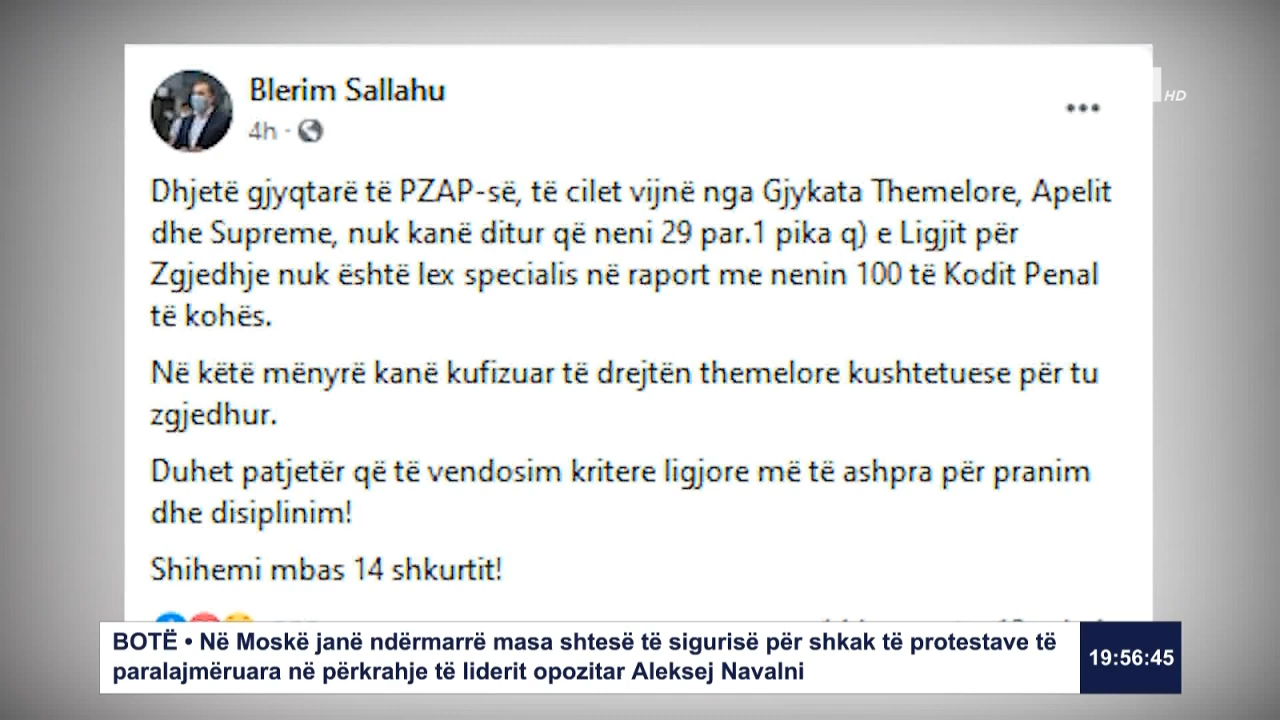 Blerim Sallahu
4h ·
HD
Dhjetë gjyqtarë të PZAP-së, të cilet vijnë nga Gjykata Themelore, Apelit
dhe Supreme, nuk kanë ditur që neni 29 par.1 pika q) e Ligjit për
Zgjedhje nuk është lex specialis në raport me nenin 100 të Kodit Penal
të kohës.
Në këtë mënyrë kanë kufizuar të drejtën themelore kushtetuese për tu
zgjedhur.
Duhet patjetër që të vendosim kritere ligjore më të ashpra për pranim
dhe disiplinim!
Shihemi mbas 14 shkurtit!
BOTË • Në Moskë janë ndërmarrë masa shtesë të sigurisë për shkak të protestave të
paralajmëruara në përkrahje të liderit opozitar Aleksej Navalni
19:56:45